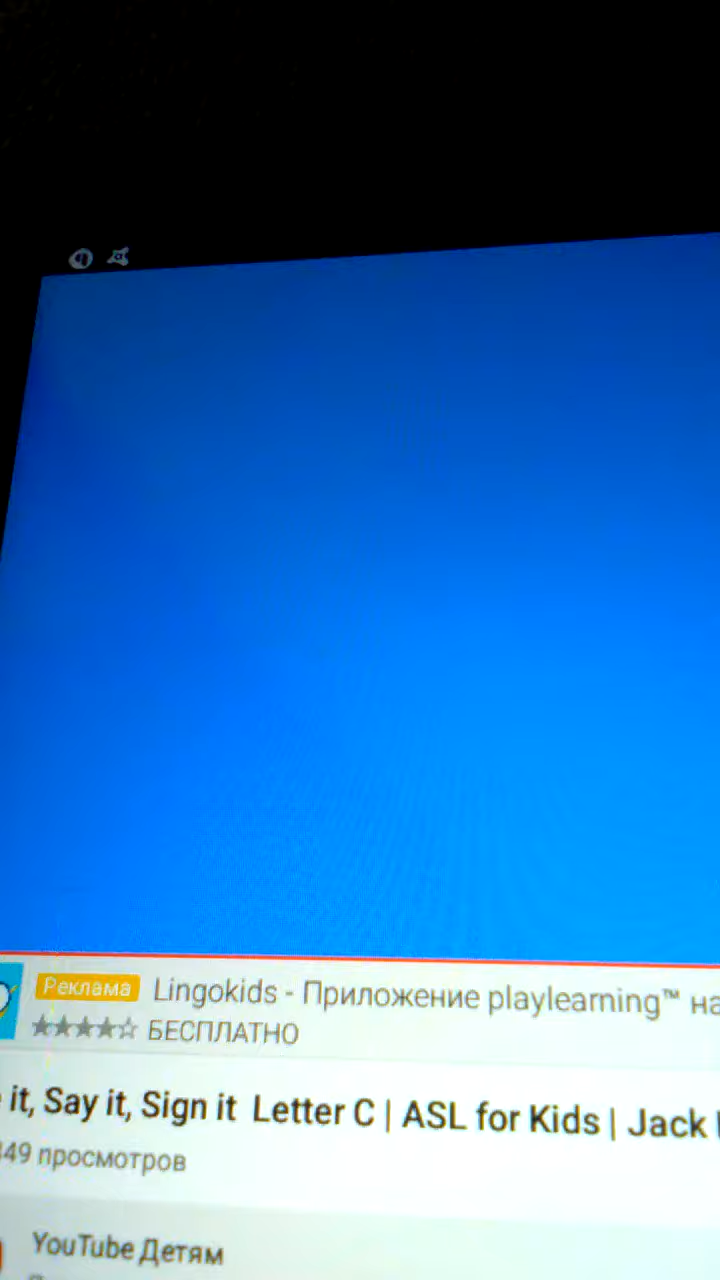 Реклама Lingokids - Приложение playlearning™ на
БЕСПЛАТНО
it, Say it, Sign it Letter C | ASL for Kids | Jack
349 просмотров
YouTube Детям